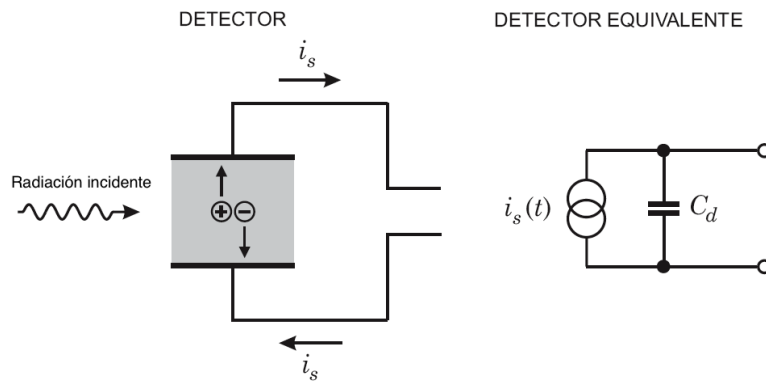 DETECTOR
DETECTOR EQUIVALENTE
i_s
Radiación incidente
+ −
i_s(t)
C_d
i_s